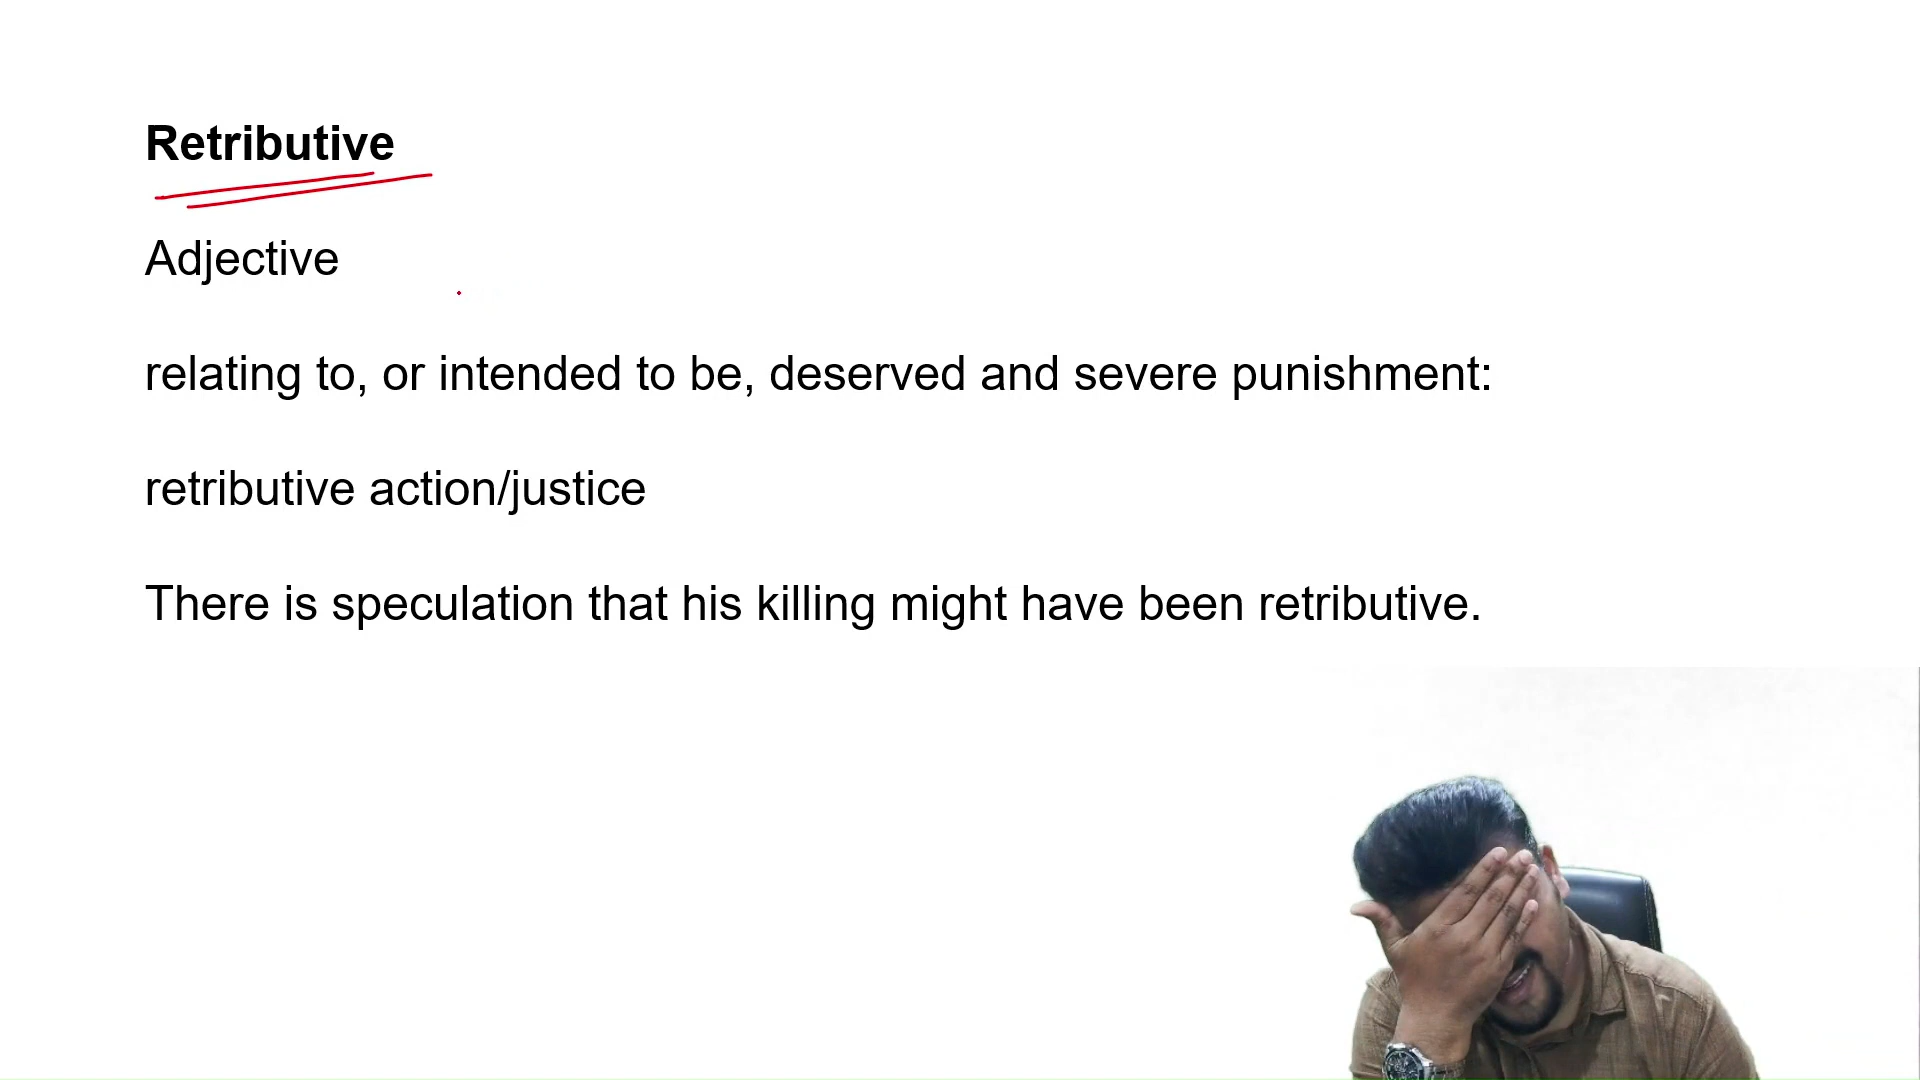 Retributive
Adjective
relating to, or intended to be, deserved and severe punishment:
retributive action/justice
There is speculation that his killing might have been retributive.